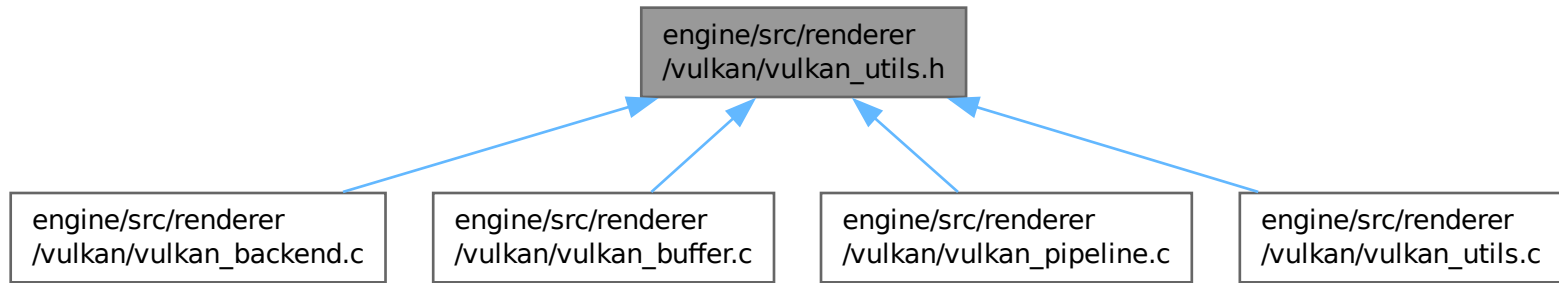 engine/src/renderer
/vulkan/vulkan_utils.h
engine/src/renderer
/vulkan/vulkan_backend.c
engine/src/renderer
/vulkan/vulkan_buffer.c
engine/src/renderer
/vulkan/vulkan_pipeline.c
engine/src/renderer
/vulkan/vulkan_utils.c